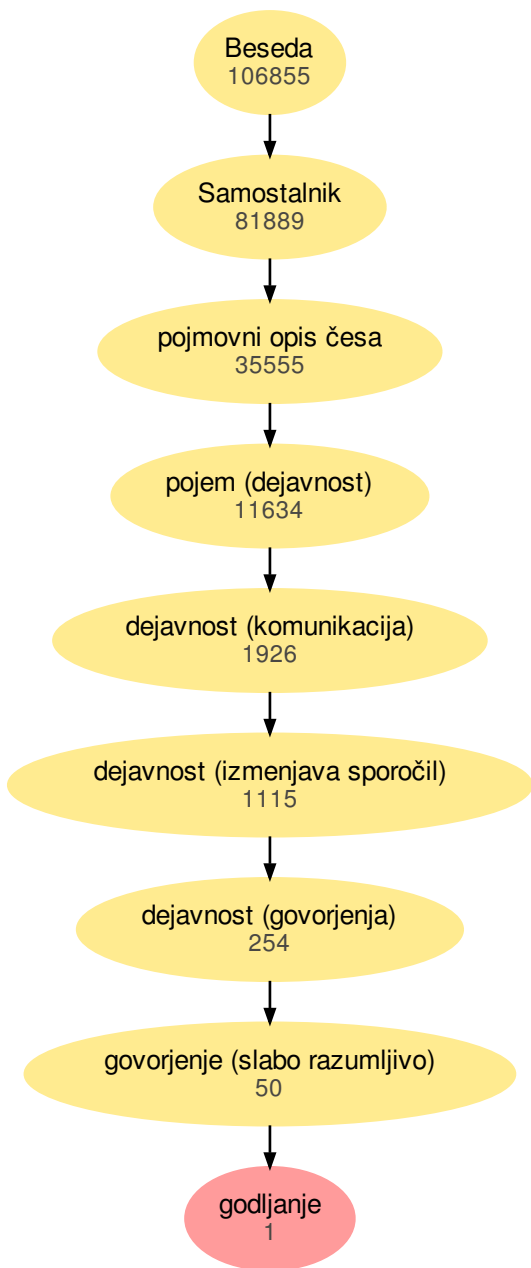 Beseda
106855
Samostalnik
81889
pojmovni opis česa
35555
pojem (dejavnost)
11634
dejavnost (komunikacija)
1926
dejavnost (izmenjava sporočil)
1115
dejavnost (govorjenja)
254
govorjenje (slabo razumljivo)
50
godljanje
1